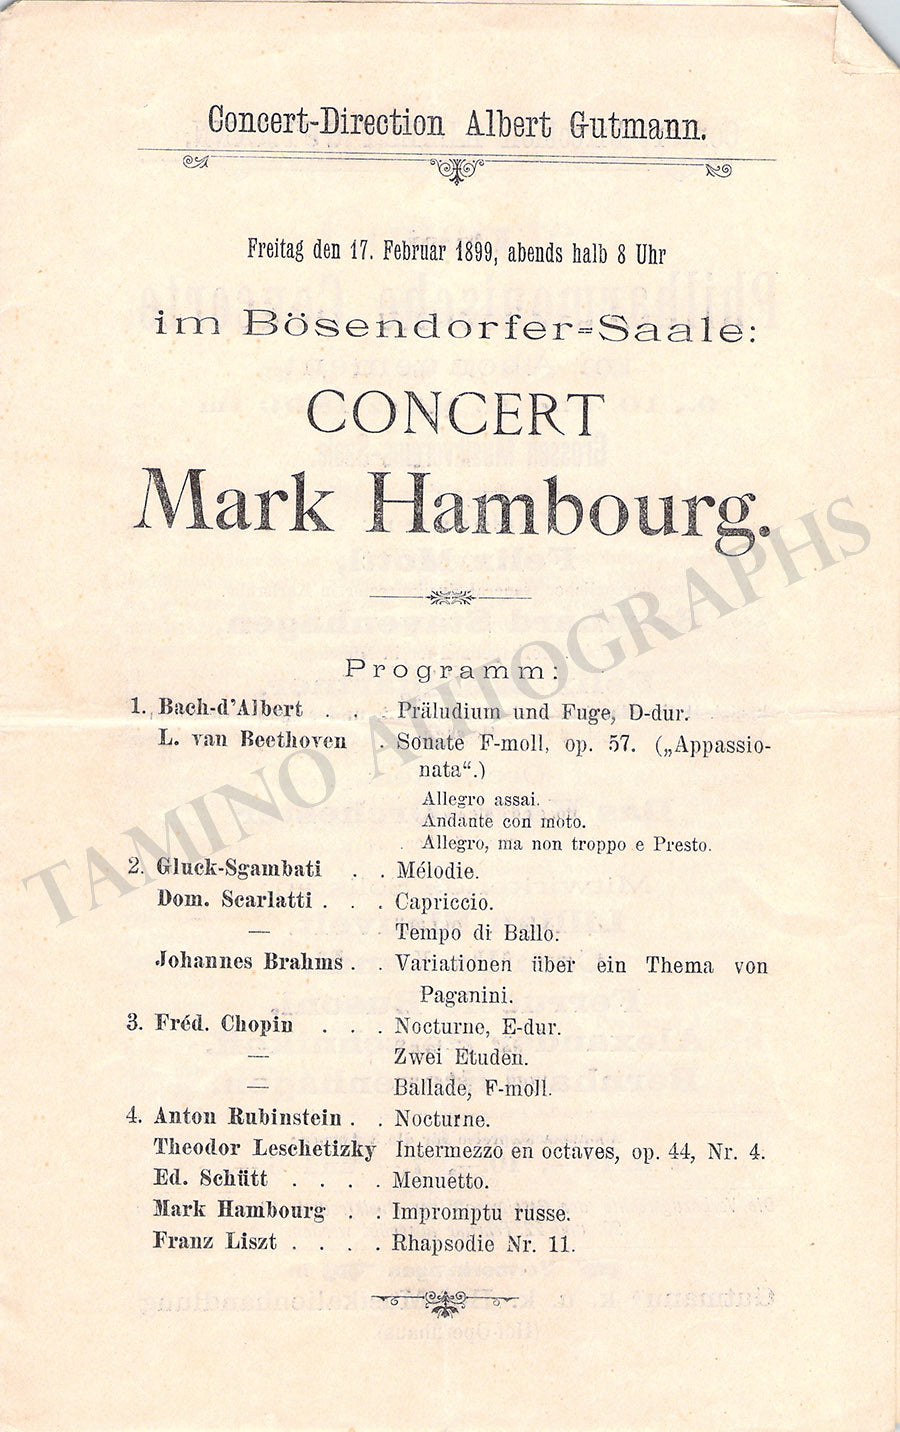 Concert-Direction Albert Gutmann.
Freitag den 17. Februar 1899, abends halb 8 Uhr
im Bösendorfer-Saale:
CONCERT
Mark Hambourg.
Programm:
1. Bach-d'Albert . . . Präludium und Fuge, D-dur.
L. van Beethoven . Sonate F-moll, op. 57. („Appassio-
nata“.)
Allegro assai.
Andante con moto.
Allegro, ma non troppo e Presto.
2. Gluck-Sgambati . . Mélodie.
Dom. Scarlatti . . . Capriccio.
— Tempo di Ballo.
Johannes Brahms . . Variationen über ein Thema von
Paganini.
3. Fréd. Chopin . . . Nocturne, E-dur.
— Zwei Etuden.
— Ballade, F-moll.
4. Anton Rubinstein . . Nocturne.
Theodor Leschetizky Intermezzo en octaves, op. 44, Nr. 4.
Ed. Schütt . . . . Menuetto.
Mark Hambourg . . Impromptu russe.
Franz Liszt . . . . Rhapsodie Nr. 11.
TAMINO AUTOGRAPHS